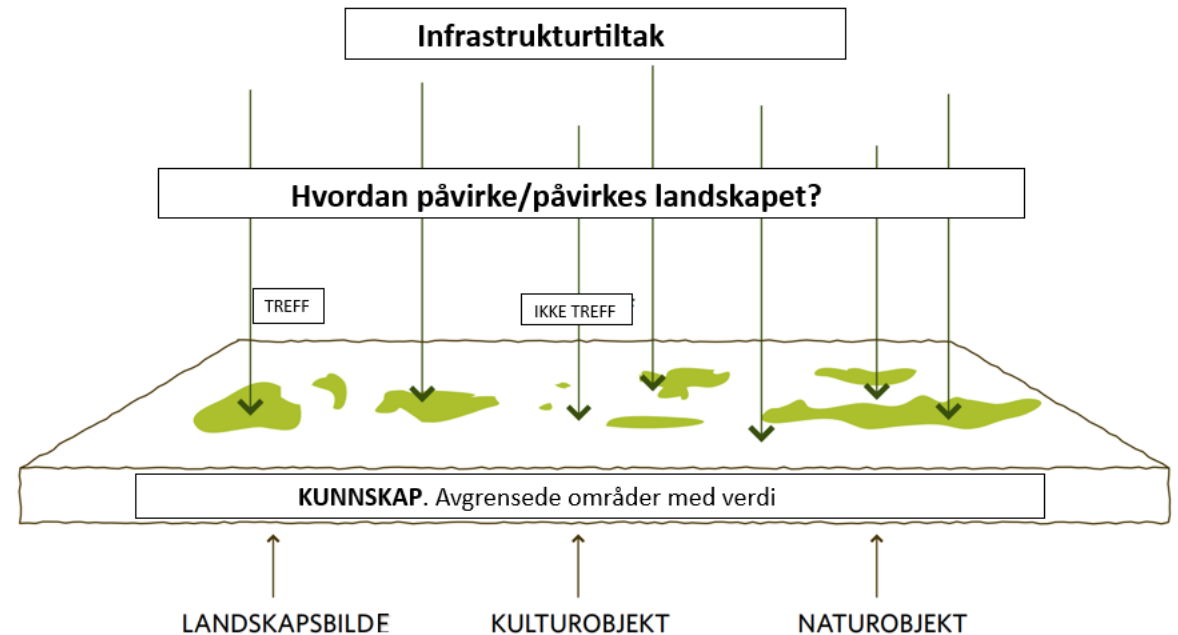 Infrastrukturtiltak
Hvordan påvirke/påvirkes landskapet?
TREFF
IKKE TREFF
KUNNSKAP. Avgrensede områder med verdi
LANDSKAPSBILDE
KULTUROBJEKT
NATUROBJEKT